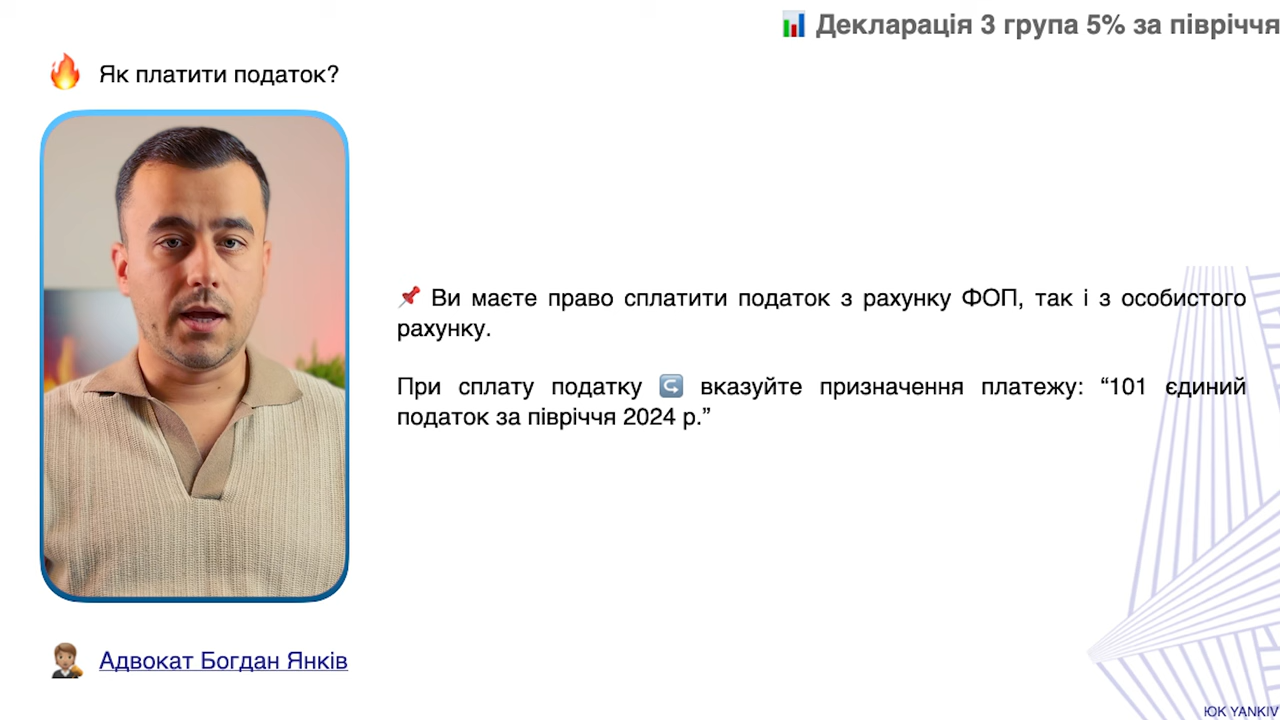 Декларація 3 група 5% за півріччя
Як платити податок?
Ви маєте право сплатити податок з рахунку ФОП, так і з особистого
рахунку.
При сплату податку вказуйте призначення платежу: “101 єдиний
податок за півріччя 2024 р.”
Адвокат Богдан Янків
ЮК YANKIV